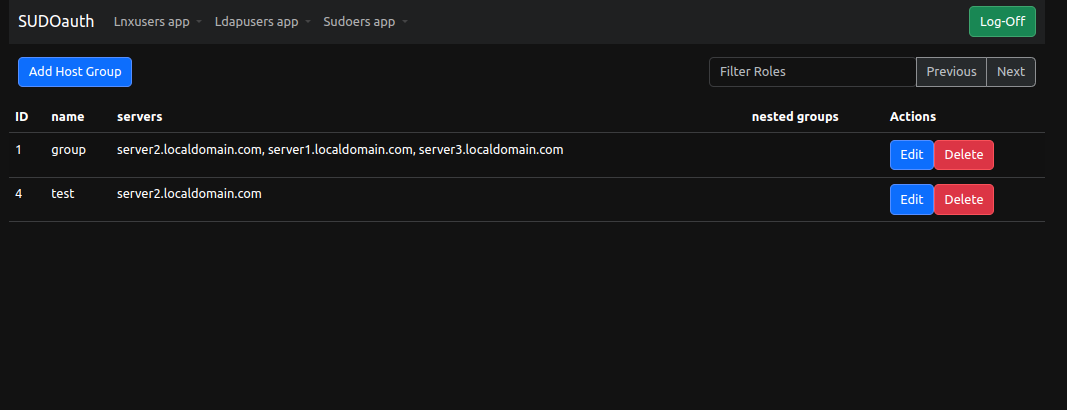 SUDOauth Lnxusers app Ldapusers app Sudoers app Log-Off
Add Host Group Filter Roles Previous Next
ID name servers nested groups Actions
1 group server2.localdomain.com, server1.localdomain.com, server3.localdomain.com Edit Delete
4 test server2.localdomain.com Edit Delete